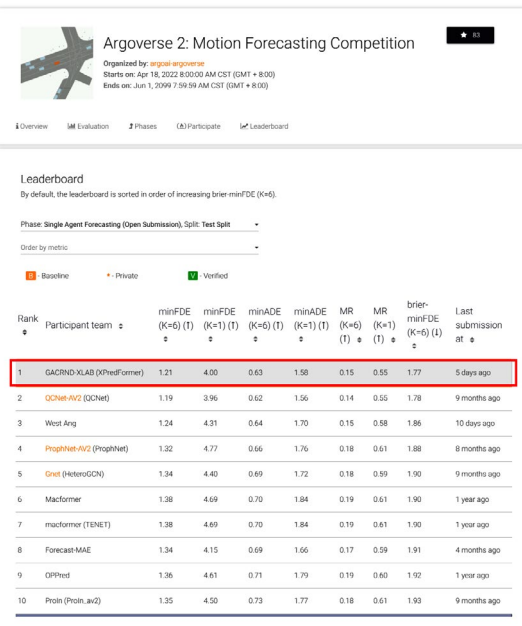 Argoverse 2: Motion Forecasting Competition
★ 83
Organized by: argoai-argoverse
Starts on: Apr 18, 2022 8:00:00 AM CST (GMT + 8:00)
Ends on: Jun 1, 2099 7:59:59 AM CST (GMT + 8:00)
Overview Evaluation Phases Participate Leaderboard
Leaderboard
By default, the leaderboard is sorted in order of increasing brier-minFDE (K=6).
Phase: Single Agent Forecasting (Open Submission), Split: Test Split
Order by metric
B - Baseline * - Private V - Verified
Rank Participant team minFDE (K=6) (↑) minFDE (K=1) (↑) minADE (K=6) (↑) minADE (K=1) (↑) MR (K=6) (↑) MR (K=1) (↑) brier-minFDE (K=6) (↓) Last submission at
1 GACRND-XLAB (XPredFormer) 1.21 4.00 0.63 1.58 0.15 0.55 1.77 5 days ago
2 QCNet-AV2 (QCNet) 1.19 3.96 0.62 1.56 0.14 0.55 1.78 9 months ago
3 West Ang 1.24 4.31 0.64 1.70 0.15 0.58 1.86 10 days ago
4 ProphNet-AV2 (ProphNet) 1.32 4.77 0.66 1.76 0.18 0.61 1.88 8 months ago
5 Gnet (HeteroGCN) 1.34 4.40 0.69 1.72 0.18 0.59 1.90 9 months ago
6 Macformer 1.38 4.69 0.70 1.84 0.19 0.61 1.90 1 year ago
7 macformer (TENET) 1.38 4.69 0.70 1.84 0.19 0.61 1.90 1 year ago
8 Forecast-MAE 1.34 4.15 0.69 1.66 0.17 0.59 1.91 4 months ago
9 OPPred 1.36 4.61 0.71 1.79 0.19 0.60 1.92 1 year ago
10 ProIn (ProIn_av2) 1.35 4.50 0.73 1.77 0.18 0.61 1.93 9 months ago